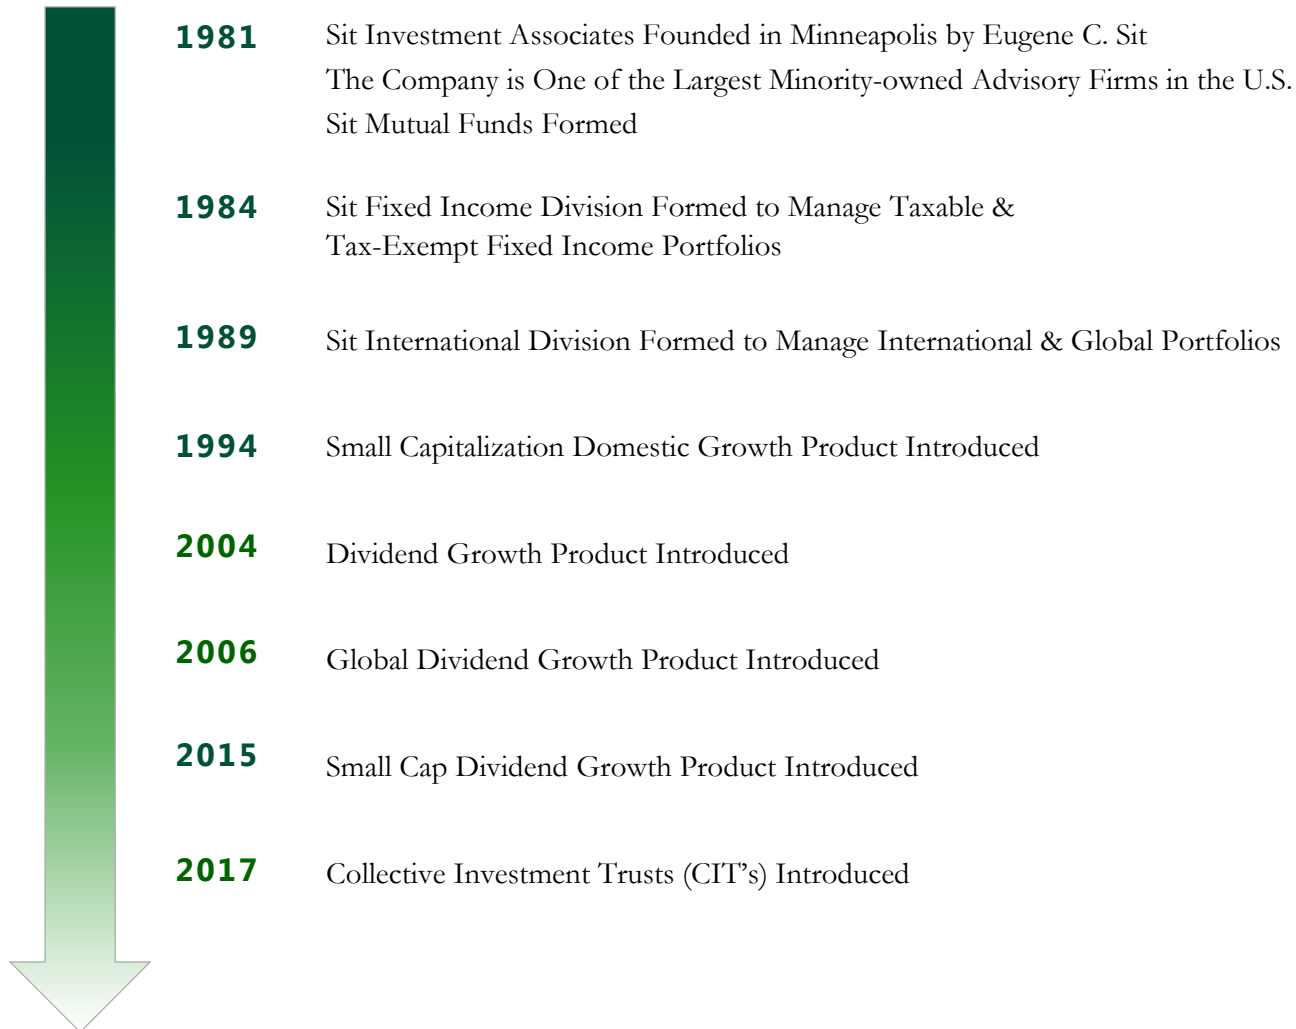 1981
Sit Investment Associates Founded in Minneapolis by Eugene C. Sit
The Company is One of the Largest Minority-owned Advisory Firms in the U.S.
Sit Mutual Funds Formed
1984
Sit Fixed Income Division Formed to Manage Taxable &
Tax-Exempt Fixed Income Portfolios
1989
Sit International Division Formed to Manage International & Global Portfolios
1994
Small Capitalization Domestic Growth Product Introduced
2004
Dividend Growth Product Introduced
2006
Global Dividend Growth Product Introduced
2015
Small Cap Dividend Growth Product Introduced
2017
Collective Investment Trusts (CIT’s) Introduced